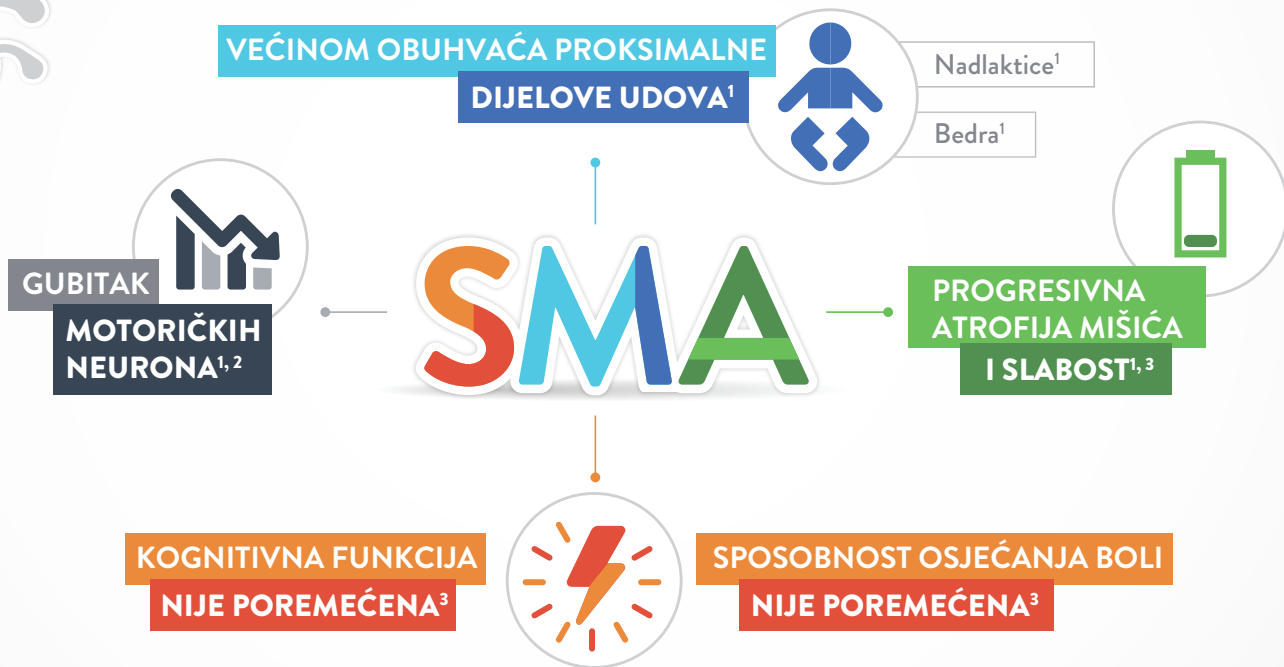 VEĆINOM OBUHVAĆA PROKSIMALNE
DIJELOVE UDOVA¹
Nadlaktice¹
Bedra¹
GUBITAK
MOTORIČKIH
NEURONA¹, ²
SMA
PROGRESIVNA
ATROFIJA MIŠIĆA
I SLABOST¹, ³
KOGNITIVNA FUNKCIJA
NIJE POREMEĆENA³
SPOSOBNOST OSJEĆANJA BOLI
NIJE POREMEĆENA³